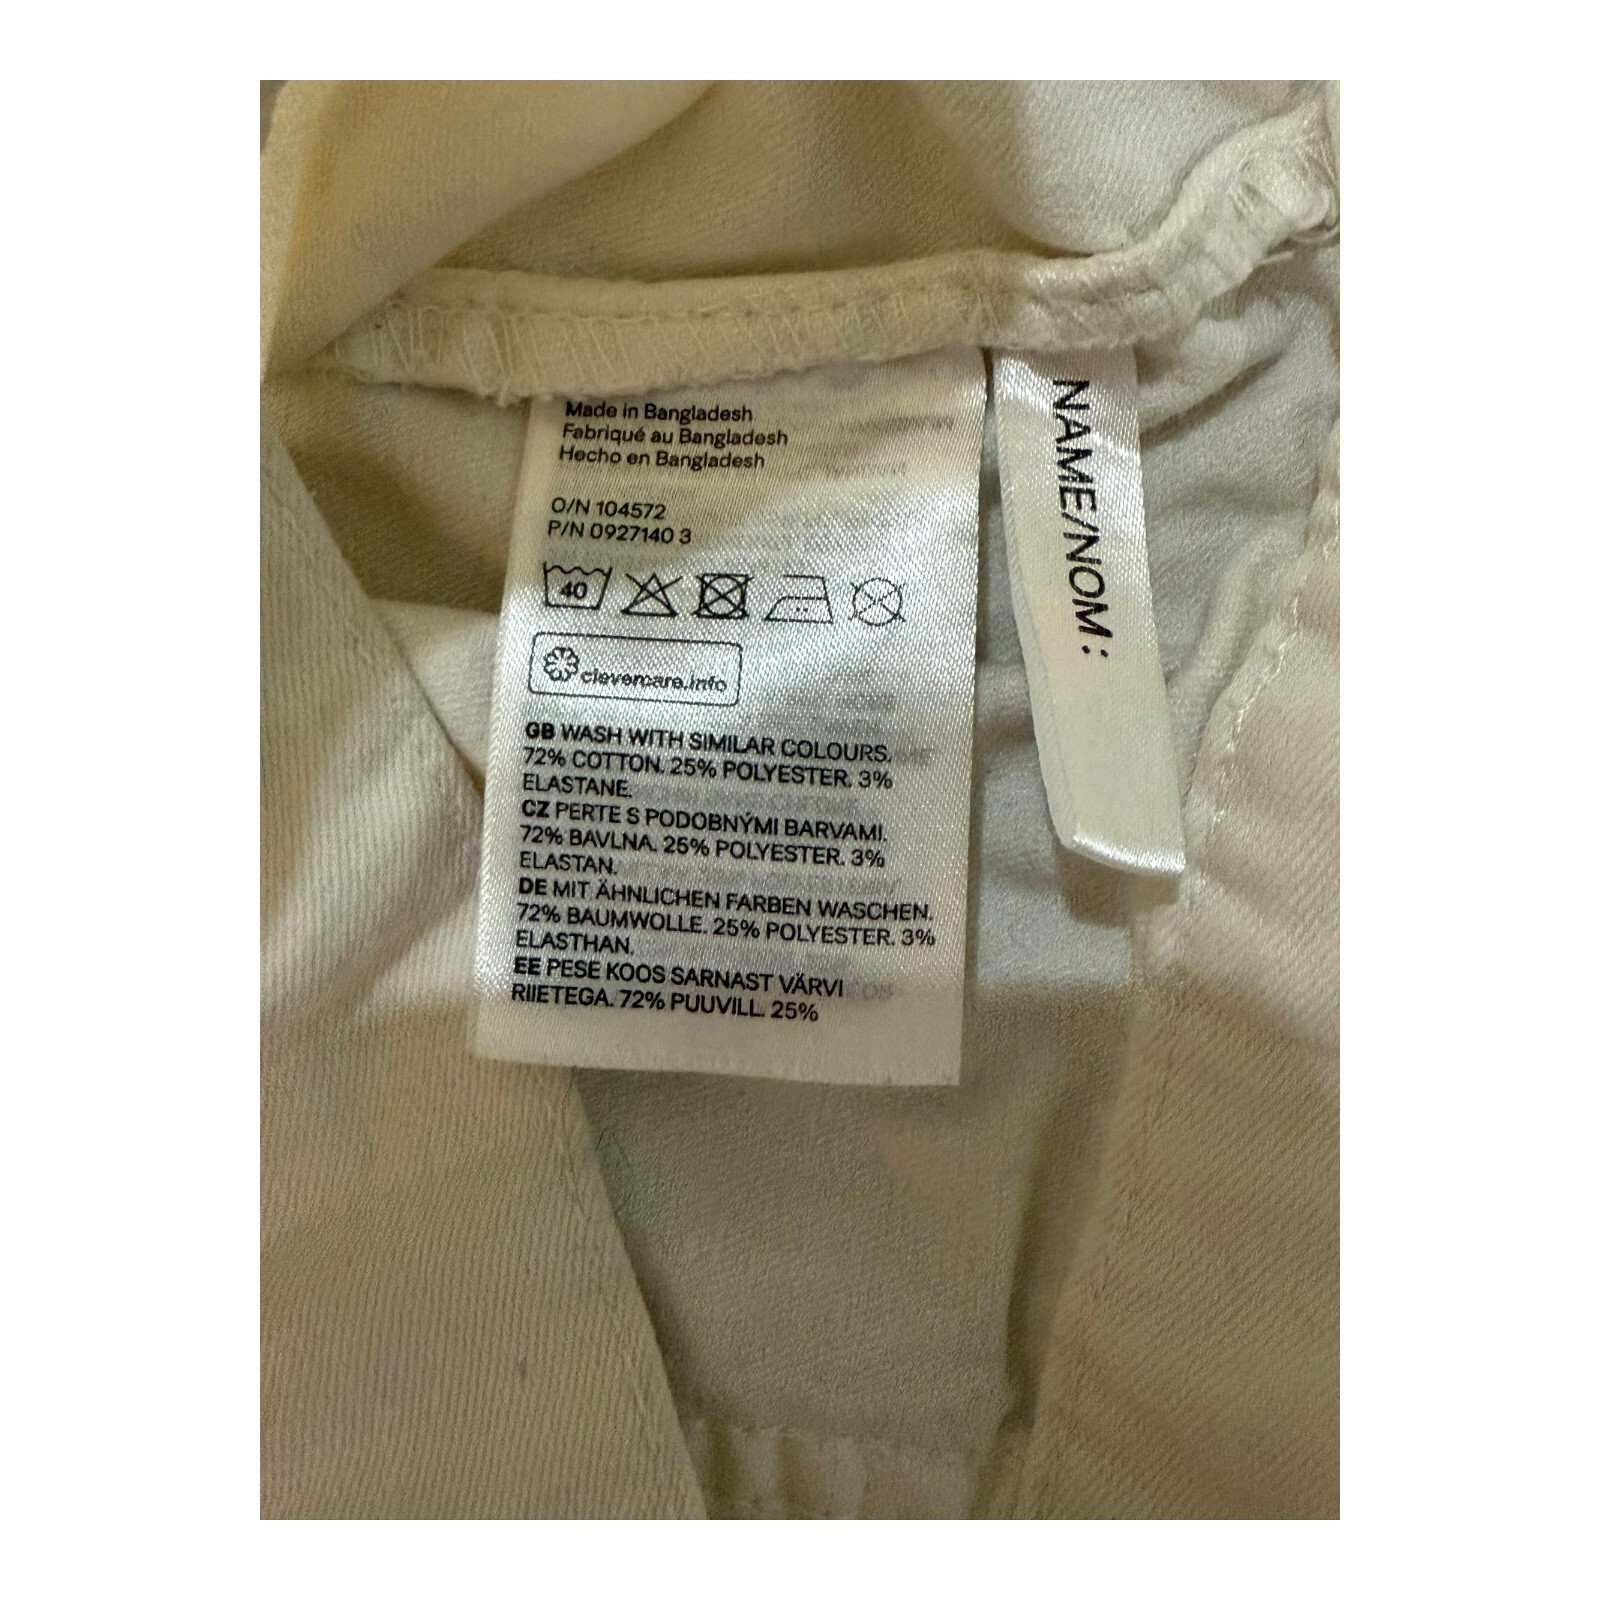 Made in Bangladesh
Fabriqué au Bangladesh
Hecho en Bangladesh
O/N 104572
P/N 0927140 3
40
clevercare.info
GB WASH WITH SIMILAR COLOURS.
72% COTTON. 25% POLYESTER. 3%
ELASTANE.
CZ PERTE S PODOBNÝMI BARVAMI.
72% BAVLNA. 25% POLYESTER. 3%
ELASTAN.
DE MIT ÄHNLICHEN FARBEN WASCHEN.
72% BAUMWOLLE. 25% POLYESTER. 3%
ELASTHAN.
EE PESE KOOS SARNAST VÄRVI
RIIETEGA. 72% PUUVILL. 25%
NAME/NOM: